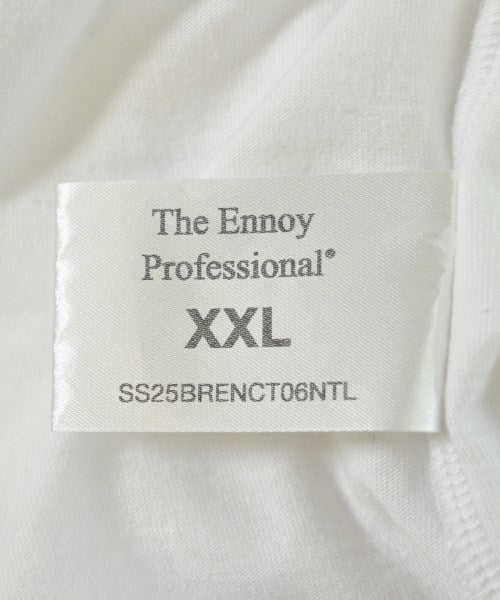 The Ennoy
Professional®
XXL
SS25BRENCT06NTL